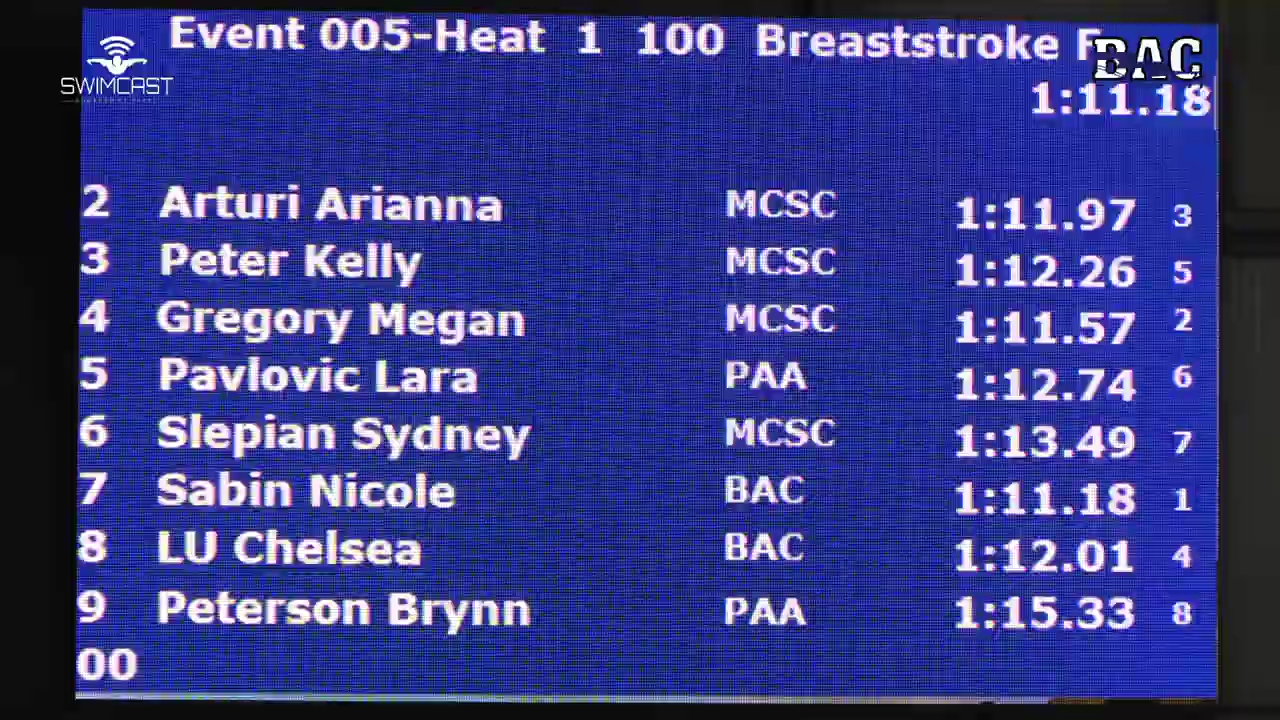 Event 005-Heat 1 100 Breaststroke F
BAC
SWIMCAST
1:11.18
2 Arturi Arianna MCSC 1:11.97 3
3 Peter Kelly MCSC 1:12.26 5
4 Gregory Megan MCSC 1:11.57 2
5 Pavlovic Lara PAA 1:12.74 6
6 Slepian Sydney MCSC 1:13.49 7
7 Sabin Nicole BAC 1:11.18 1
8 LU Chelsea BAC 1:12.01 4
9 Peterson Brynn PAA 1:15.33 8
00